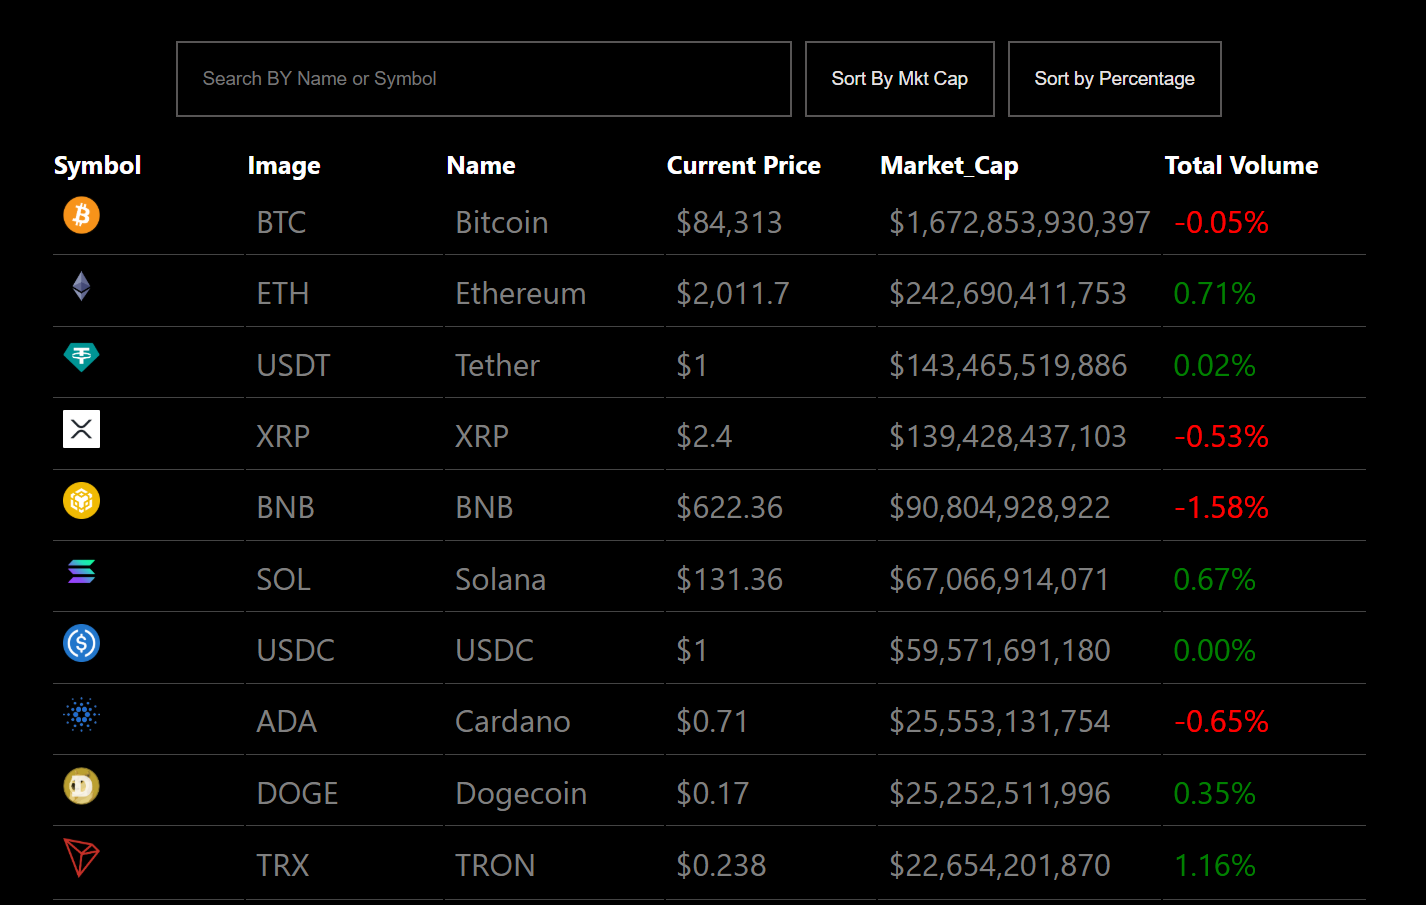 Search BY Name or Symbol Sort By Mkt Cap Sort by Percentage
Symbol Image Name Current Price Market_Cap Total Volume
BTC Bitcoin $84,313 $1,672,853,930,397 -0.05%
ETH Ethereum $2,011.7 $242,690,411,753 0.71%
USDT Tether $1 $143,465,519,886 0.02%
XRP XRP $2.4 $139,428,437,103 -0.53%
BNB BNB $622.36 $90,804,928,922 -1.58%
SOL Solana $131.36 $67,066,914,071 0.67%
USDC USDC $1 $59,571,691,180 0.00%
ADA Cardano $0.71 $25,553,131,754 -0.65%
DOGE Dogecoin $0.17 $25,252,511,996 0.35%
TRX TRON $0.238 $22,654,201,870 1.16%